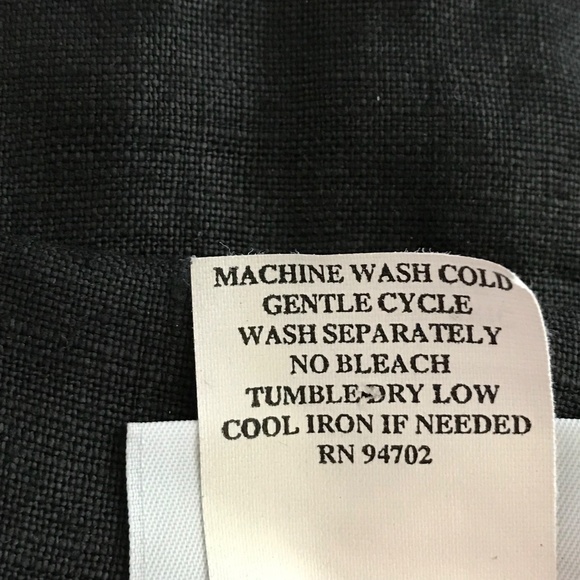 MACHINE WASH COLD
GENTLE CYCLE
WASH SEPARATELY
NO BLEACH
TUMBLE DRY LOW
COOL IRON IF NEEDED
RN 94702